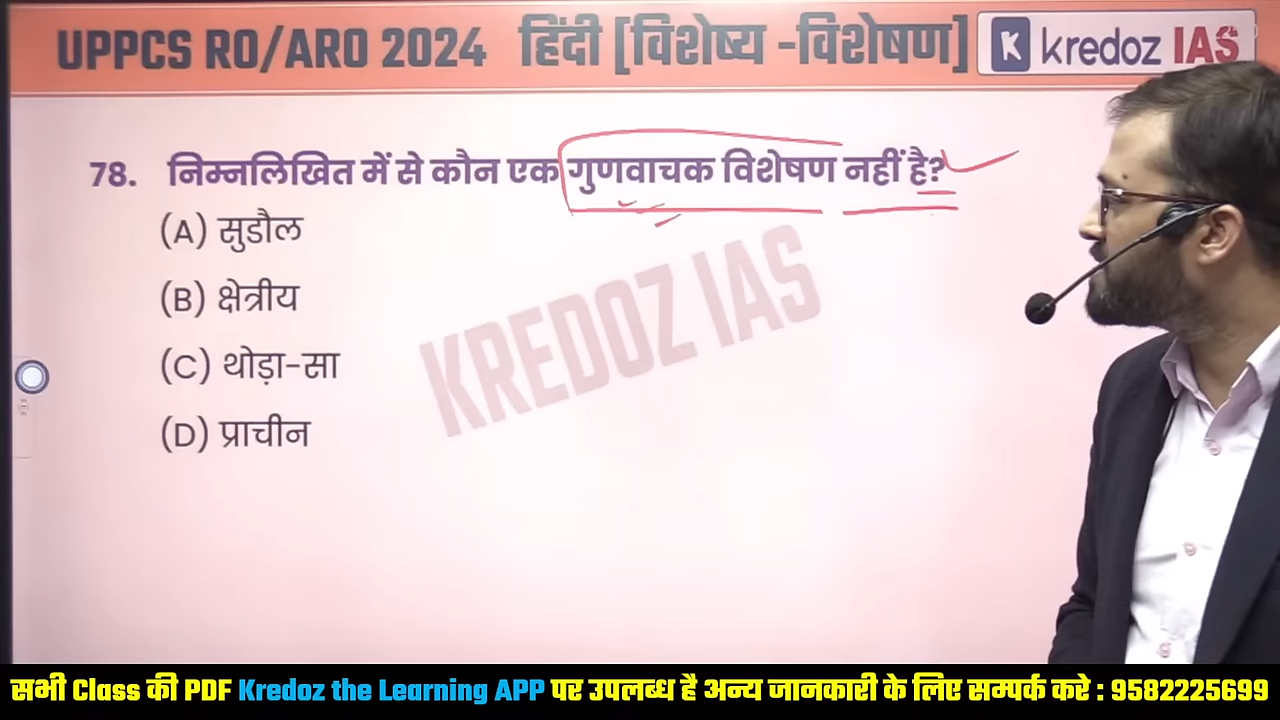 UPPCS RO/ARO 2024 हिंदी [विशेष्य -विशेषण]
K kredoz IAS
78. निम्नलिखित में से कौन एक गुणवाचक विशेषण नहीं है?
(A) सुडौल
(B) क्षेत्रीय
(C) थोड़ा-सा
(D) प्राचीन
KREDOZ IAS
सभी Class की PDF Kredoz the Learning APP पर उपलब्ध है अन्य जानकारी के लिए सम्पर्क करे : 9582225699